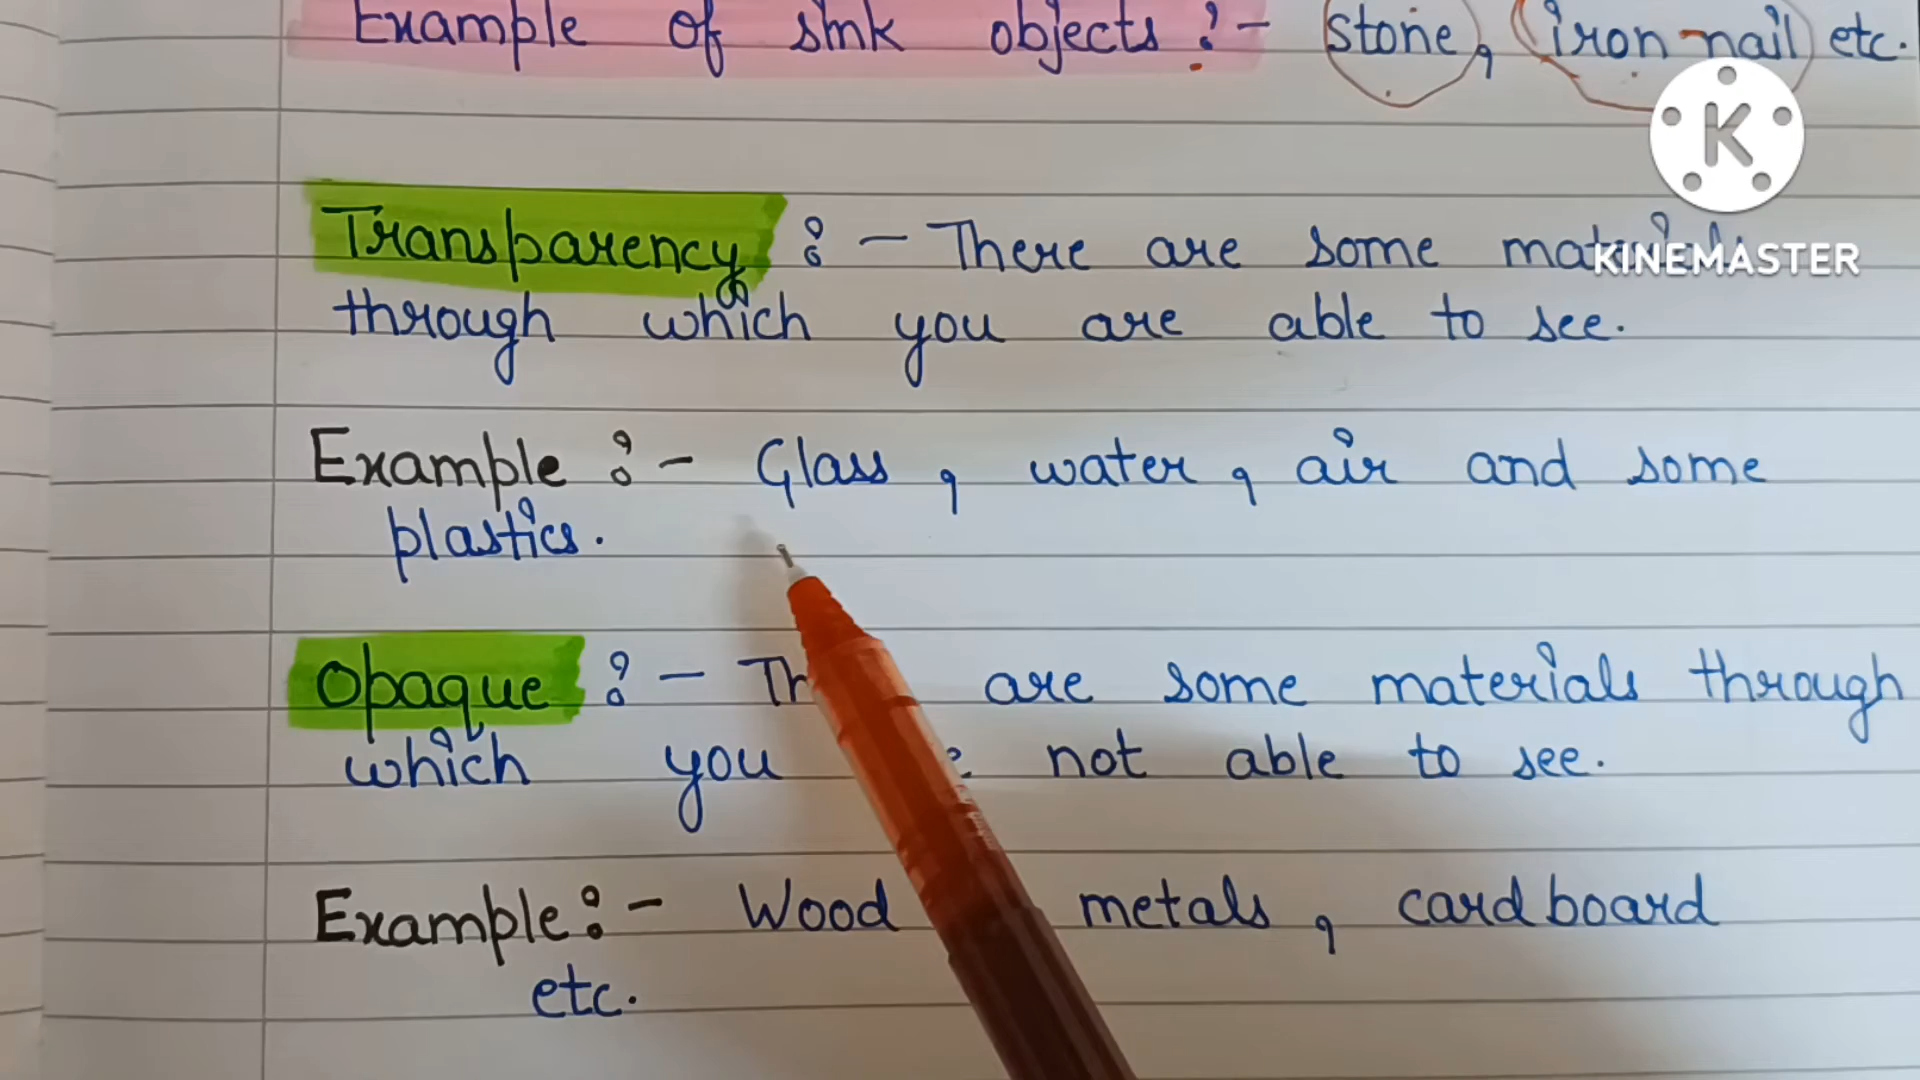 Example of sink objects :- stone, iron nail etc.
K
KINEMASTER
Transparency :- There are some materials
through which you are able to see.
Example :- Glass, water, air and some
plastics.
Opaque :- are some materials through
which you not able to see.
Example :- Wood metals, cardboard
etc.